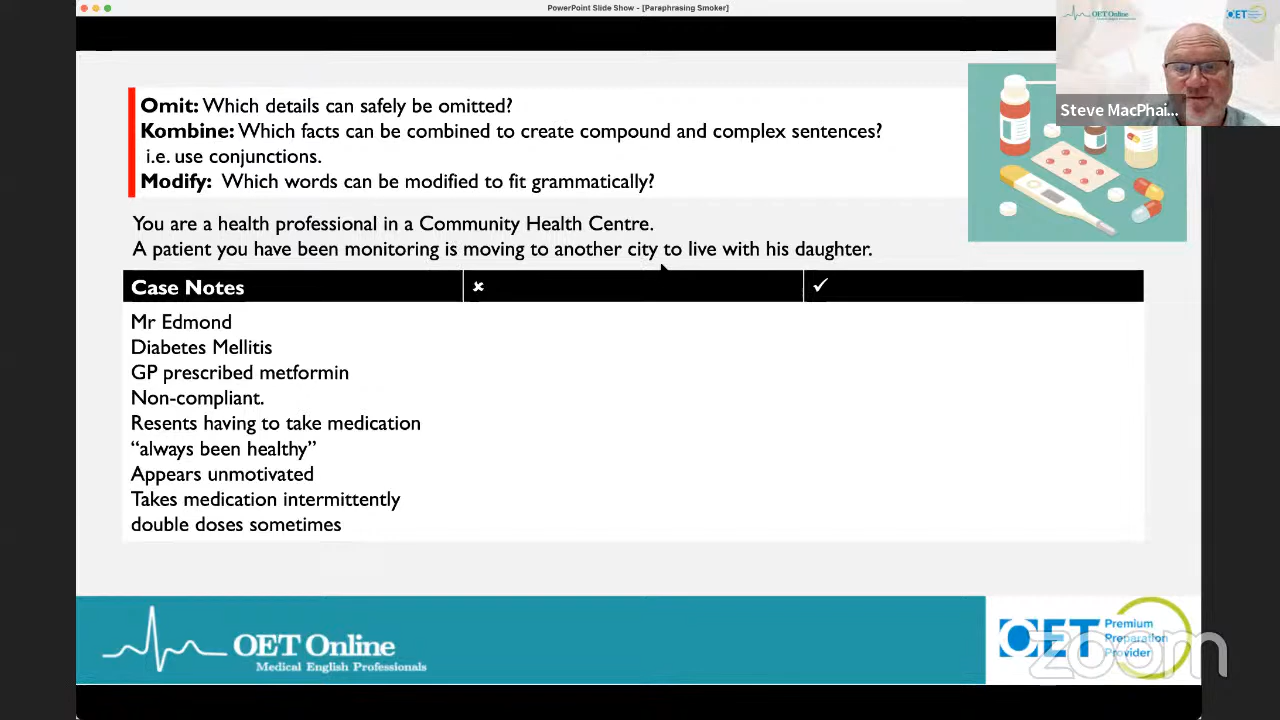 PowerPoint Slide Show - [Paraphrasing Smoker]
OET Online
OET
Steve MacPhai...
Omit: Which details can safely be omitted?
Kombine: Which facts can be combined to create compound and complex sentences?
i.e. use conjunctions.
Modify: Which words can be modified to fit grammatically?
You are a health professional in a Community Health Centre.
A patient you have been monitoring is moving to another city to live with his daughter.
Case Notes ✘ ✓
Mr Edmond
Diabetes Mellitis
GP prescribed metformin
Non-compliant.
Resents having to take medication
“always been healthy”
Appears unmotivated
Takes medication intermittently
double doses sometimes
OET Online
Medical English Professionals
OET
Premium
Preparation
Provider
zoom